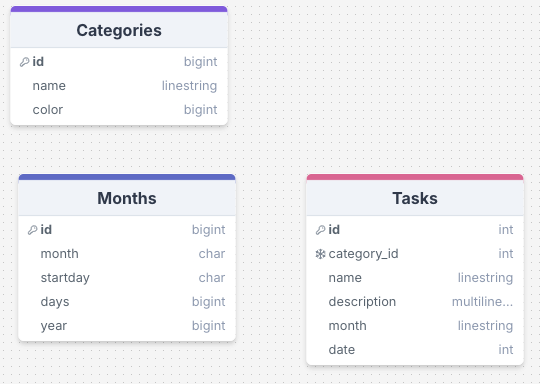 Categories
id bigint
name linestring
color bigint
Months
id bigint
month char
startday char
days bigint
year bigint
Tasks
id int
category_id int
name linestring
description multiline...
month linestring
date int